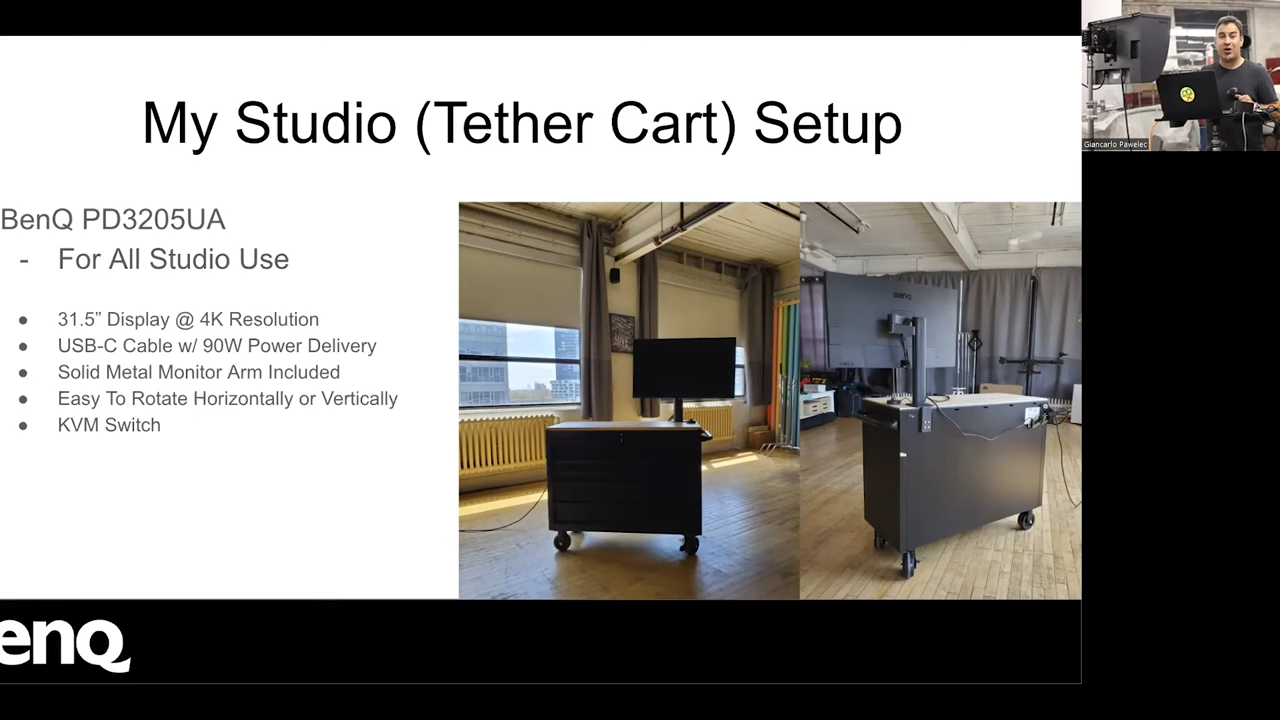 My Studio (Tether Cart) Setup
Giancarlo Pawelec
BenQ PD3205UA
- For All Studio Use
● 31.5” Display @ 4K Resolution
● USB-C Cable w/ 90W Power Delivery
● Solid Metal Monitor Arm Included
● Easy To Rotate Horizontally or Vertically
● KVM Switch
BenQ
enQ